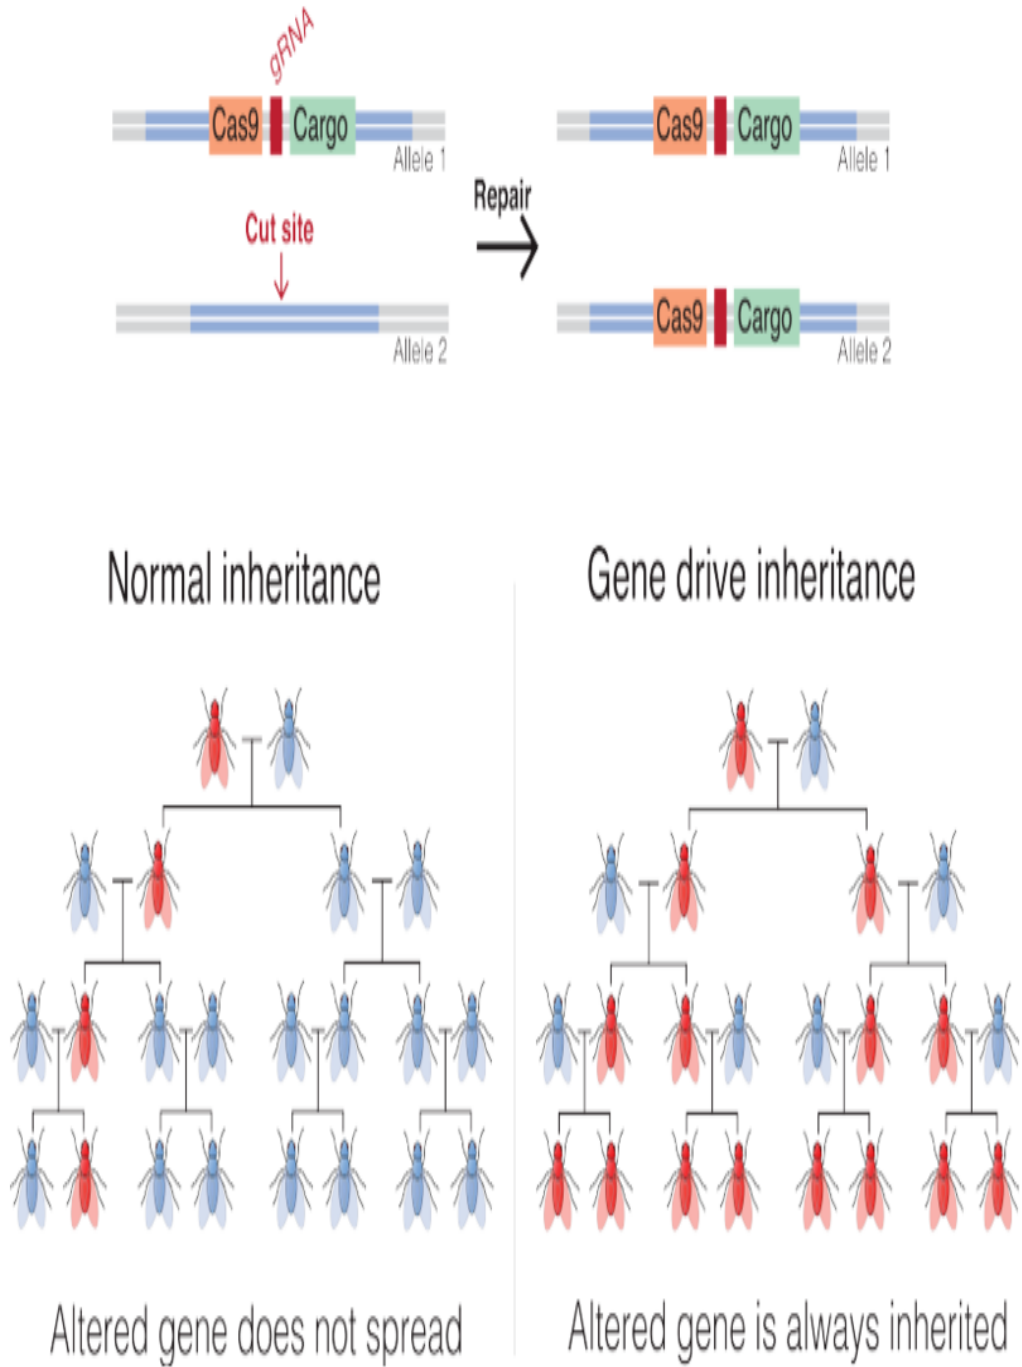 gRNA
Cas9 Cargo
Allele 1
Cut site
Allele 2
Repair
Cas9 Cargo
Allele 1
Cas9 Cargo
Allele 2
Normal inheritance
Gene drive inheritance
Altered gene does not spread
Altered gene is always inherited